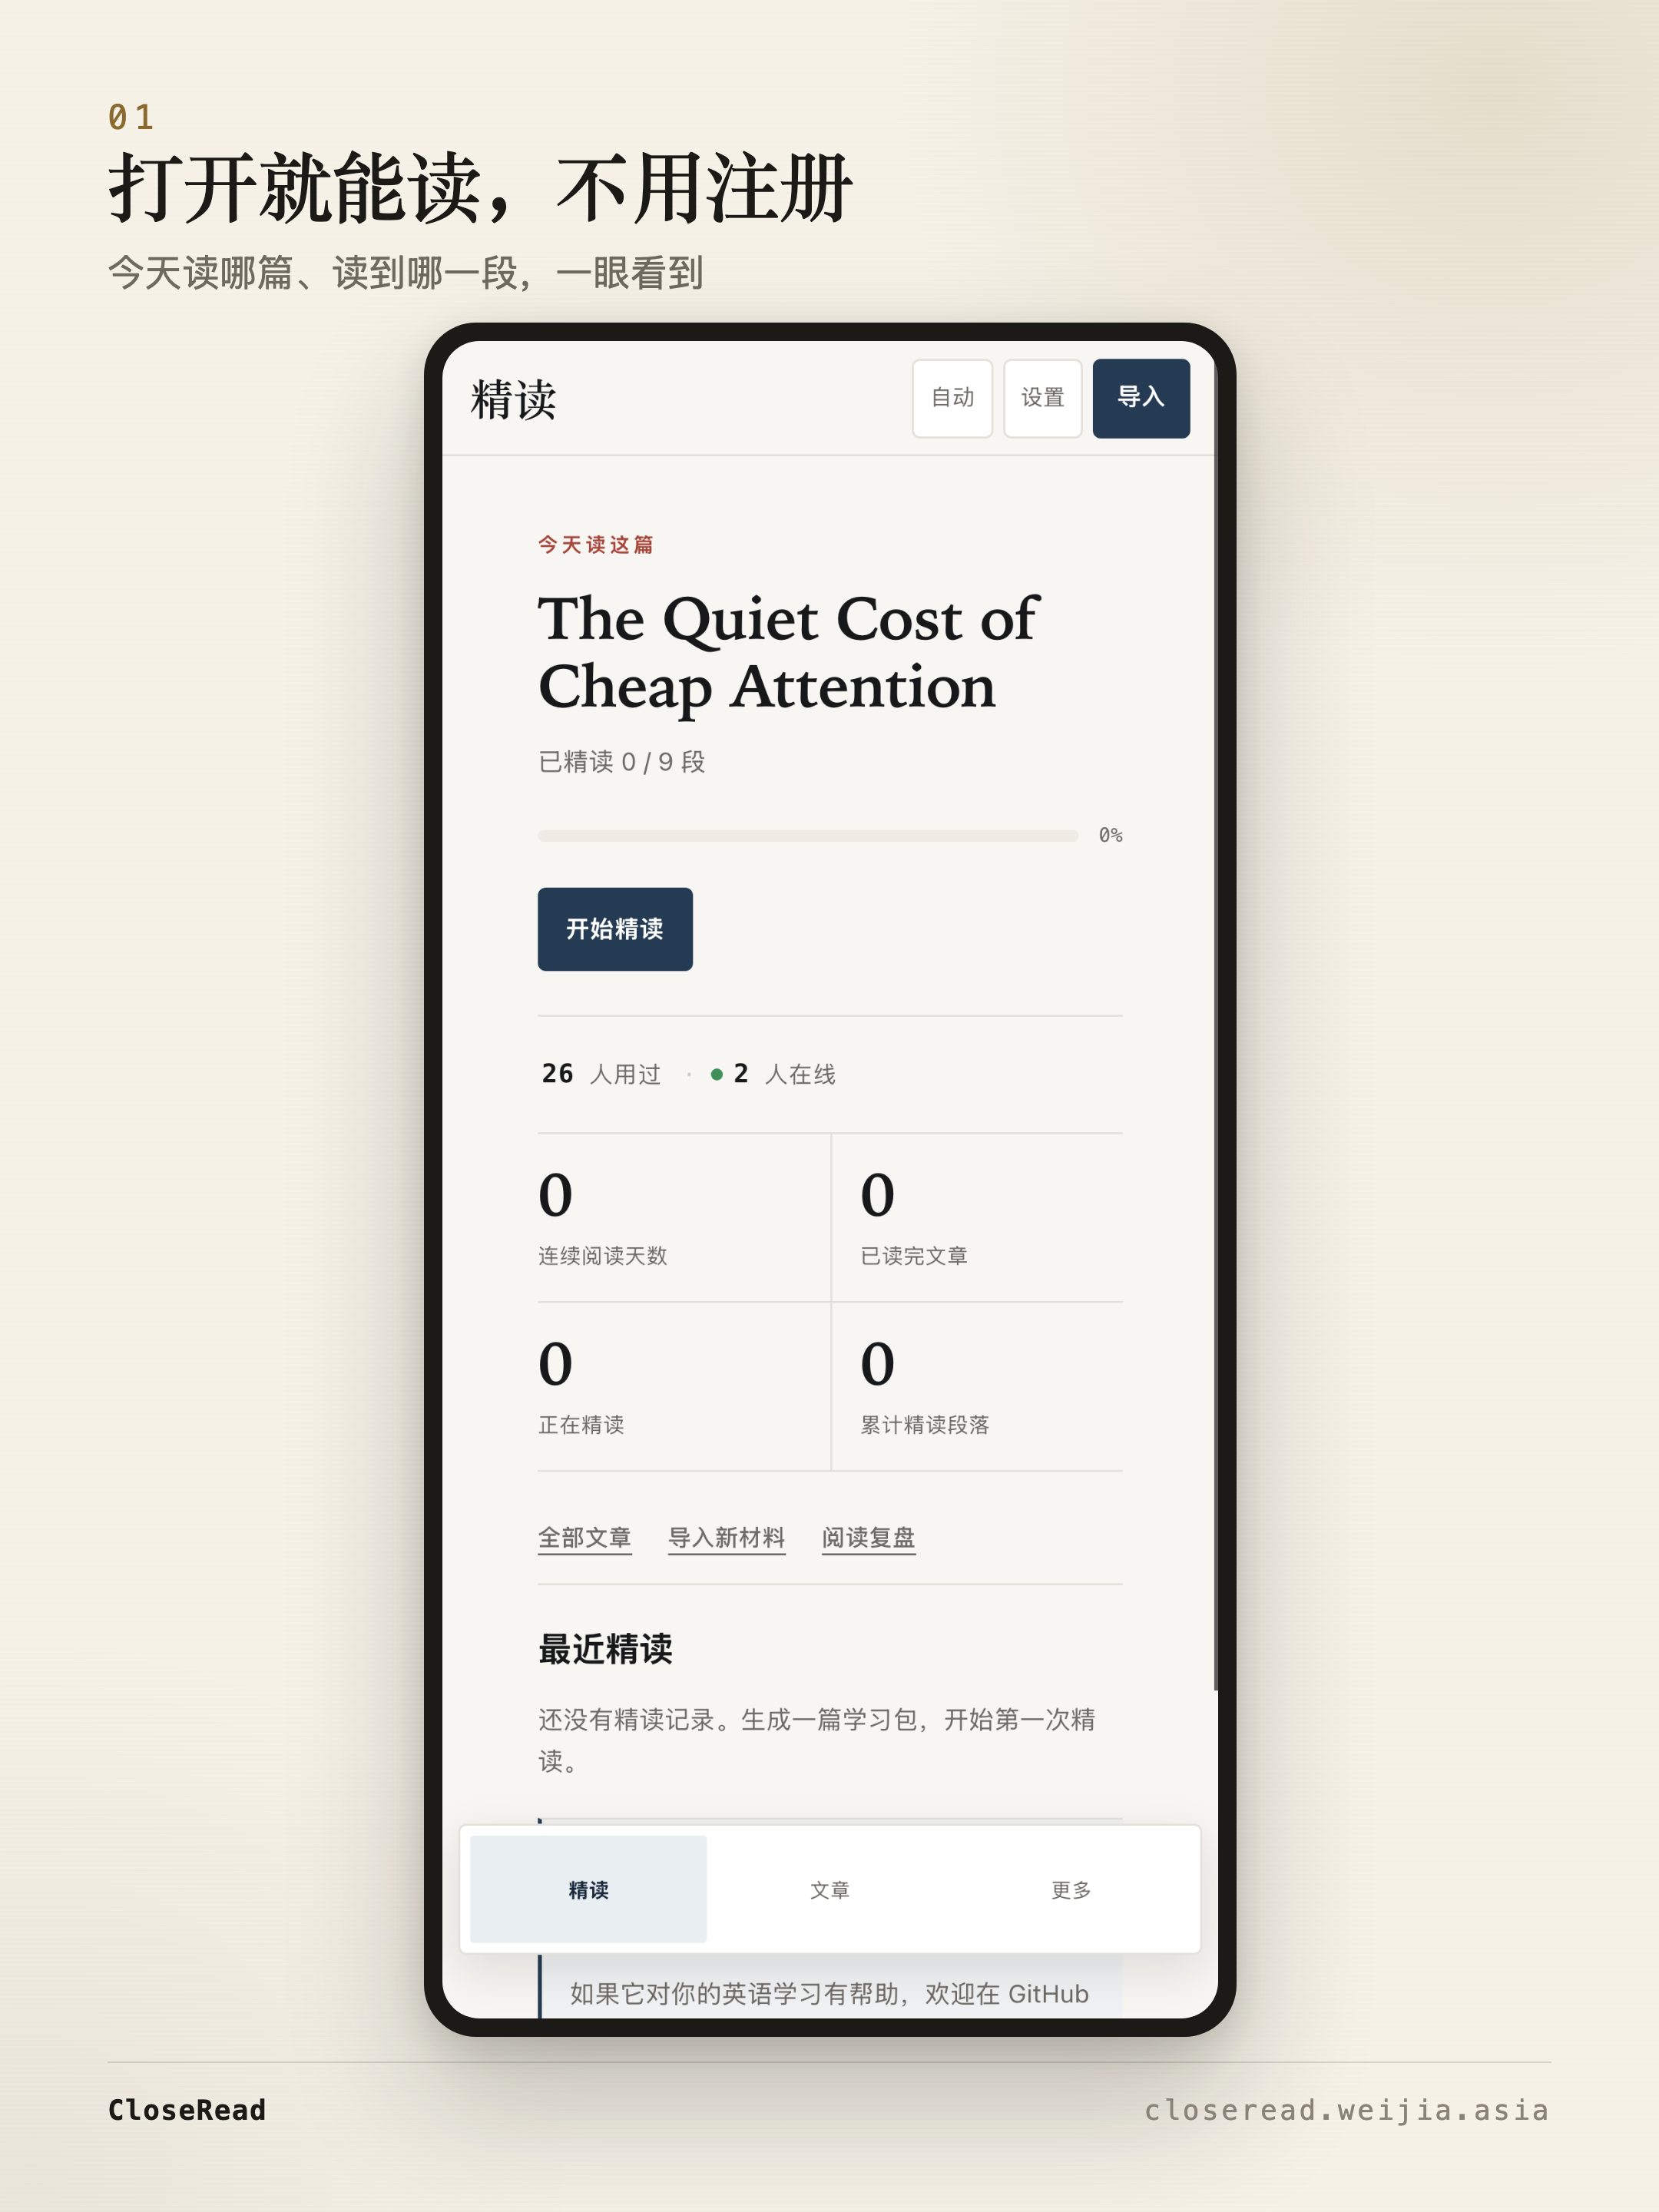 01
打开就能读，不用注册
今天读哪篇、读到哪一段，一眼看到
精读
自动 设置 导入
今天读这篇
The Quiet Cost of
Cheap Attention
已精读 0 / 9 段
0%
开始精读
26 人用过 · 2 人在线
0 0
连续阅读天数 已读完文章
0 0
正在精读 累计精读段落
全部文章 导入新材料 阅读复盘
最近精读
还没有精读记录。生成一篇学习包，开始第一次精
读。
精读 文章 更多
如果它对你的英语学习有帮助，欢迎在 GitHub
CloseRead closeread.weijia.asia